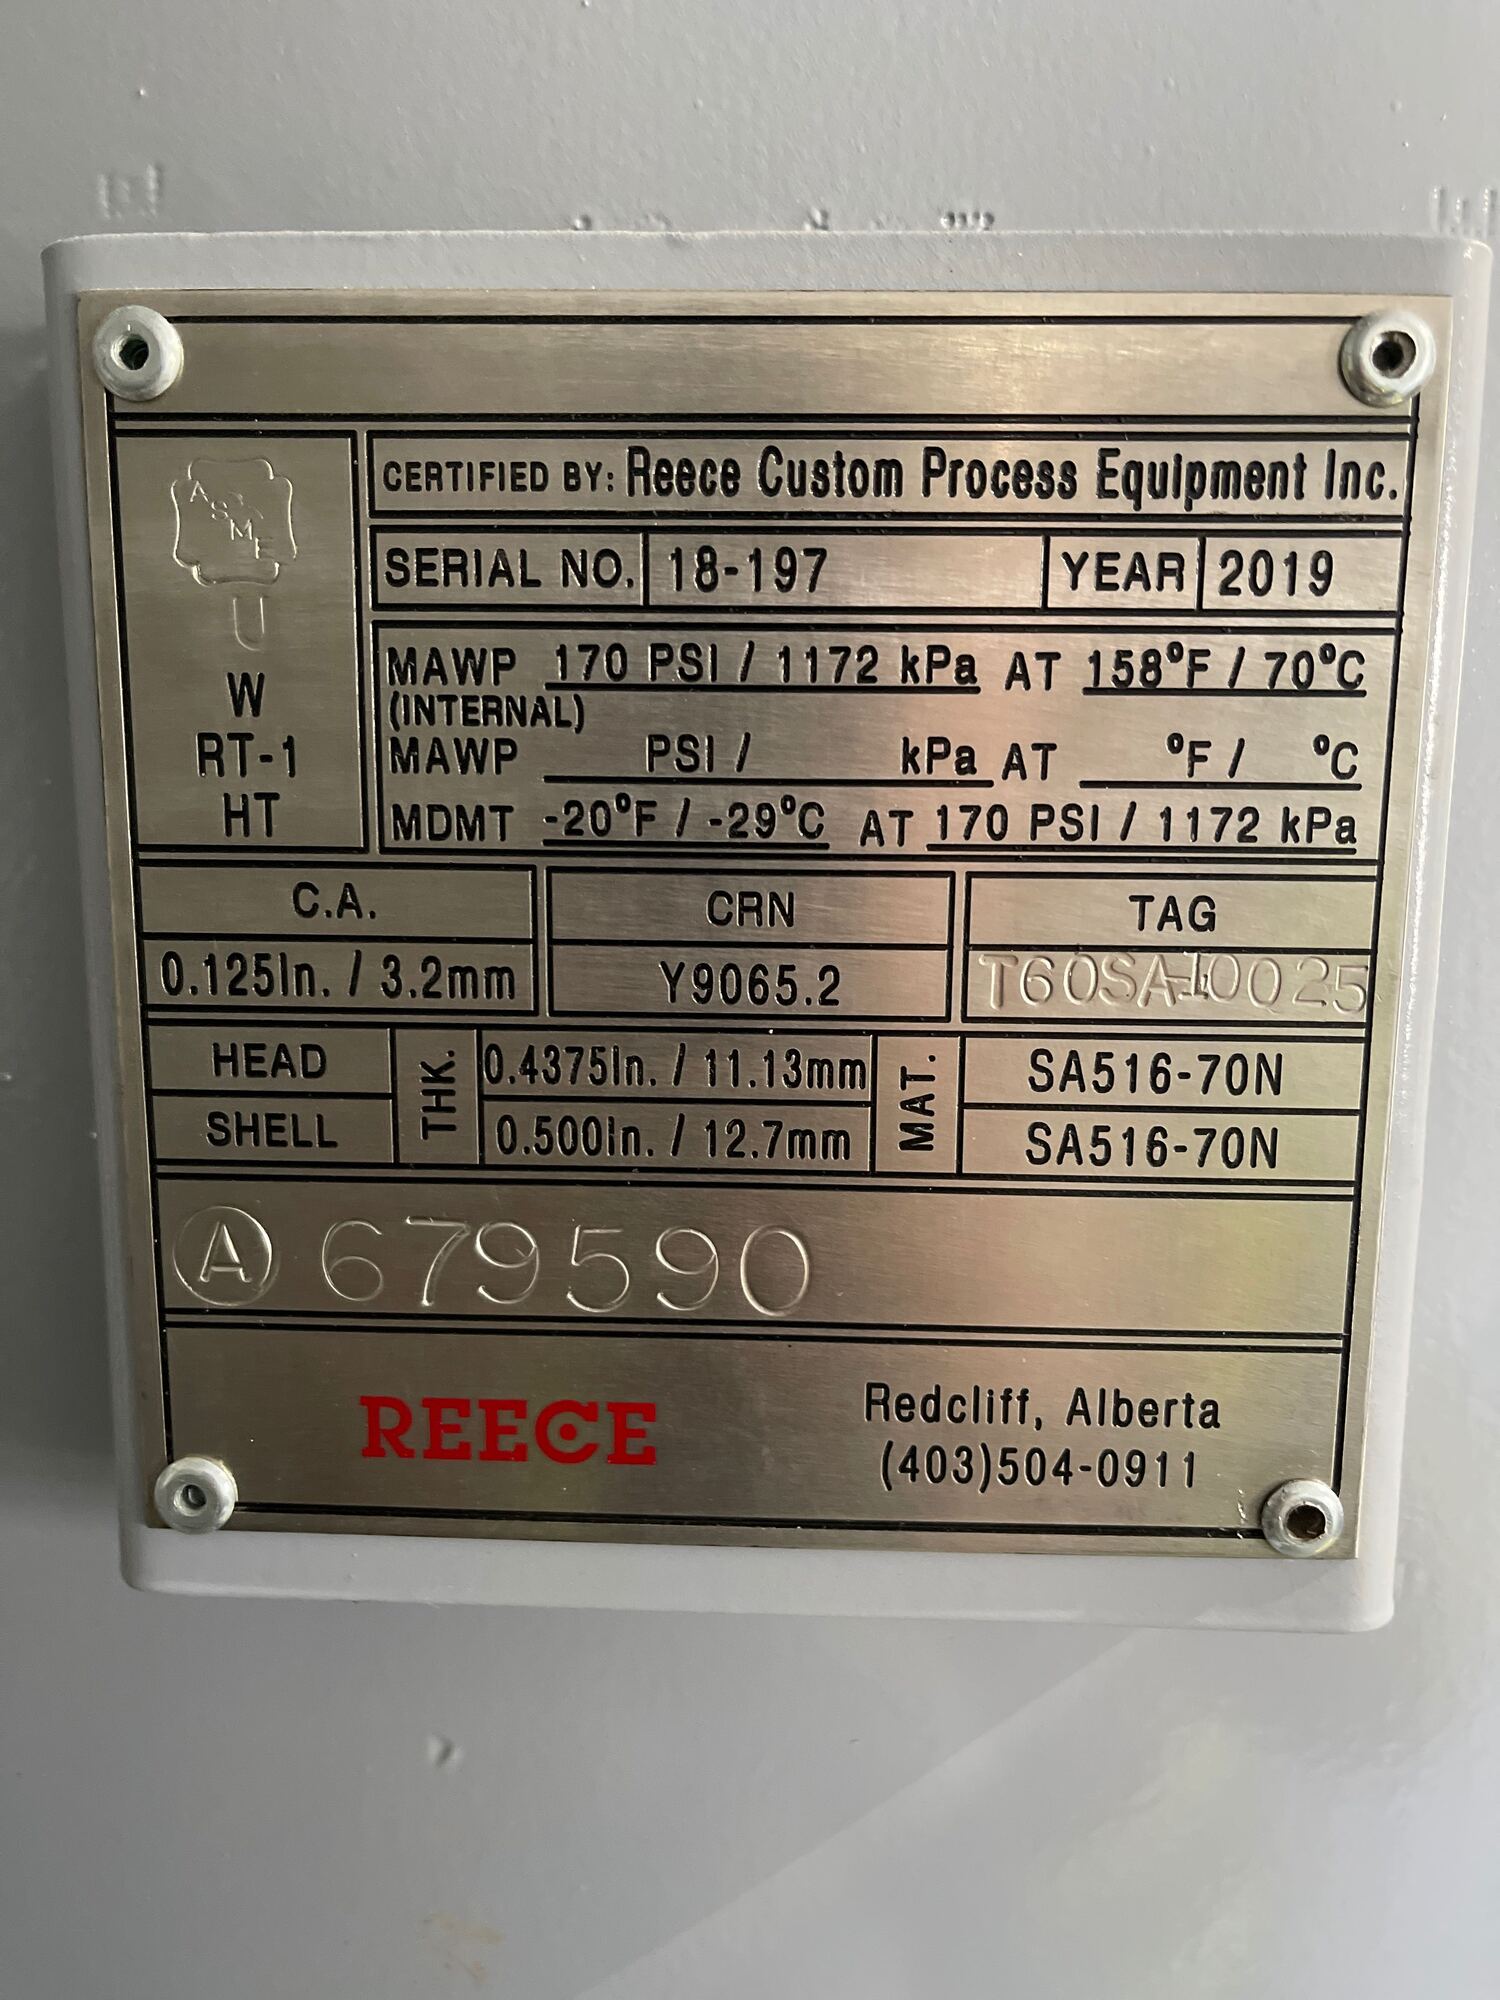 ASME
U
W
RT-1
HT
CERTIFIED BY: Reece Custom Process Equipment Inc.
SERIAL NO. 18-197 YEAR 2019
MAWP 170 PSI / 1172 kPa AT 158°F / 70°C
(INTERNAL)
MAWP PSI / kPa AT °F / °C
MDMT -20°F / -29°C AT 170 PSI / 1172 kPa
C.A. CRN TAG
0.125In. / 3.2mm Y9065.2
HEAD THK. 0.4375In. / 11.13mm MAT. SA516-70N
SHELL 0.500In. / 12.7mm SA516-70N
A 679590
REECE
Redcliff, Alberta
(403)504-0911